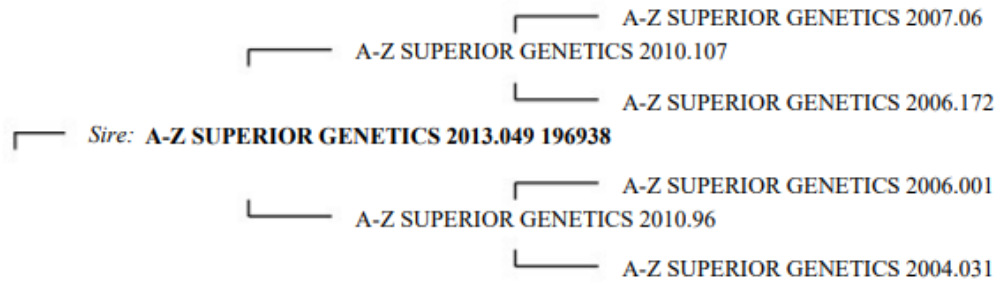 A-Z SUPERIOR GENETICS 2007.06
A-Z SUPERIOR GENETICS 2010.107
A-Z SUPERIOR GENETICS 2006.172
Sire: A-Z SUPERIOR GENETICS 2013.049 196938
A-Z SUPERIOR GENETICS 2006.001
A-Z SUPERIOR GENETICS 2010.96
A-Z SUPERIOR GENETICS 2004.031